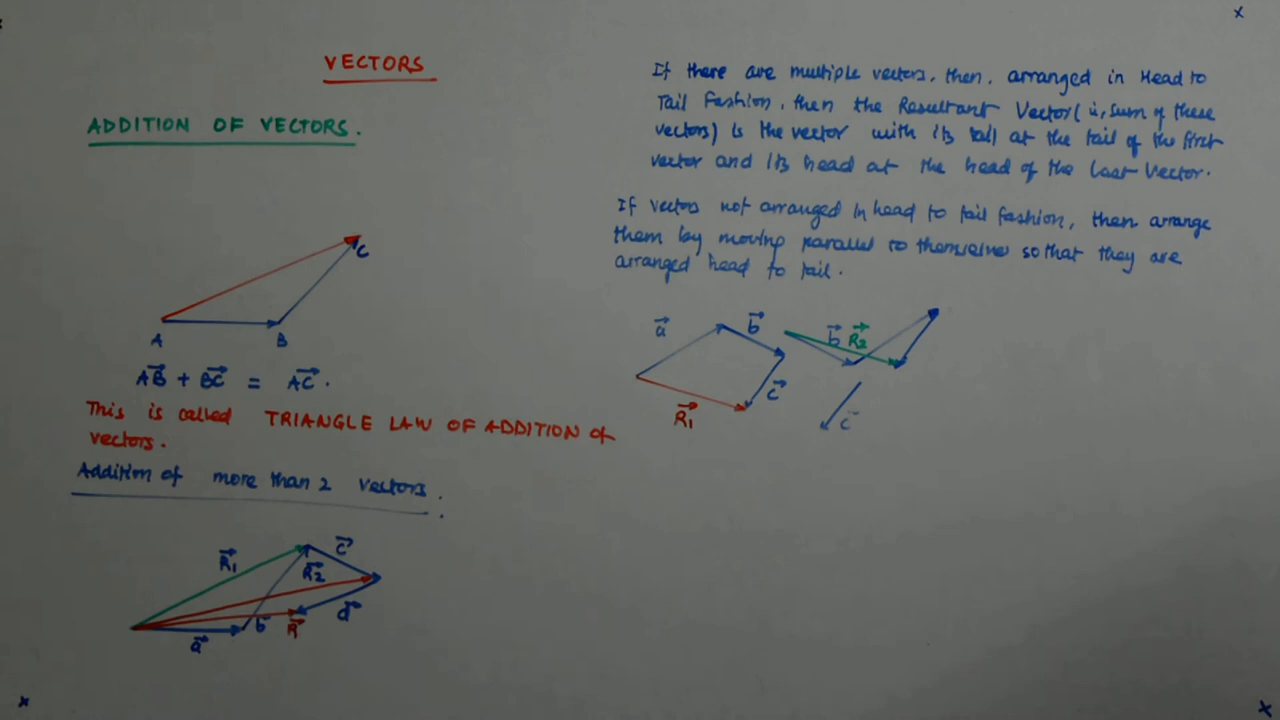 VECTORS
ADDITION OF VECTORS.
C
A B
AB→ + BC→ = AC→.
This is called TRIANGLE LAW OF ADDITION OF
vectors.
Addition of more than 2 vectors.
R₁→ c→
R₂→
a→ b R→ d→
If there are multiple vectors, then, arranged in Head to
Tail Fashion, then the Resultant Vector (ie, sum of these
vectors) is the vector with its tail at the tail of the first
vector and its head at the head of the last vector.
If vectors not arranged in head to tail fashion, then arrange
them by moving parallel to themselves so that they are
arranged head to tail.
a→ b→ b→ R₂→
R₁→ c→ c→